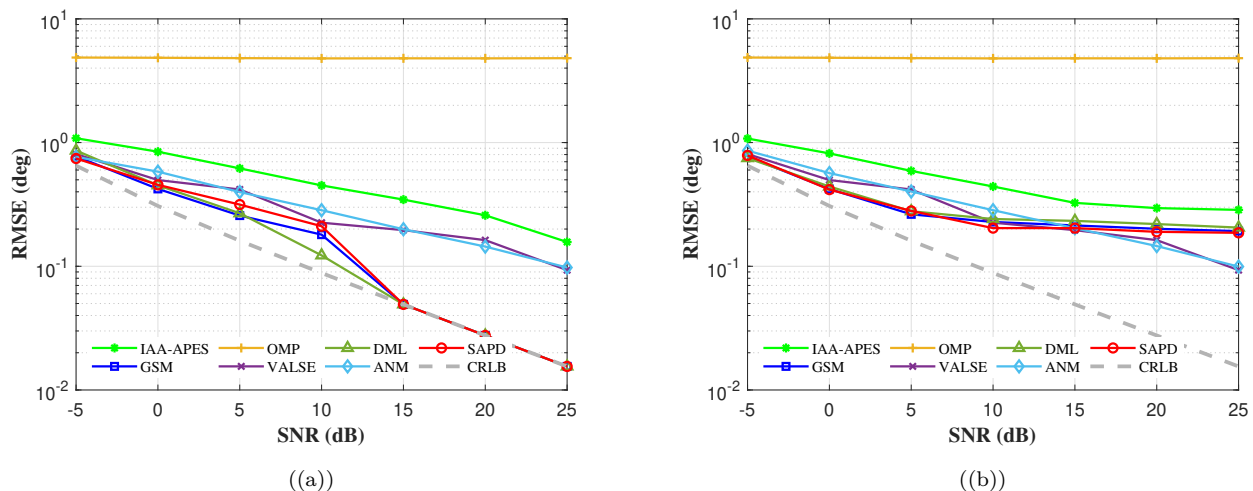 10^1
10^0
10^-1
10^-2
RMSE (deg)
IAA-APES OMP DML SAPD
GSM VALSE ANM CRLB
-5 0 5 10 15 20 25
SNR (dB)
((a))
10^1
10^0
10^-1
10^-2
RMSE (deg)
IAA-APES OMP DML SAPD
GSM VALSE ANM CRLB
-5 0 5 10 15 20 25
SNR (dB)
((b))